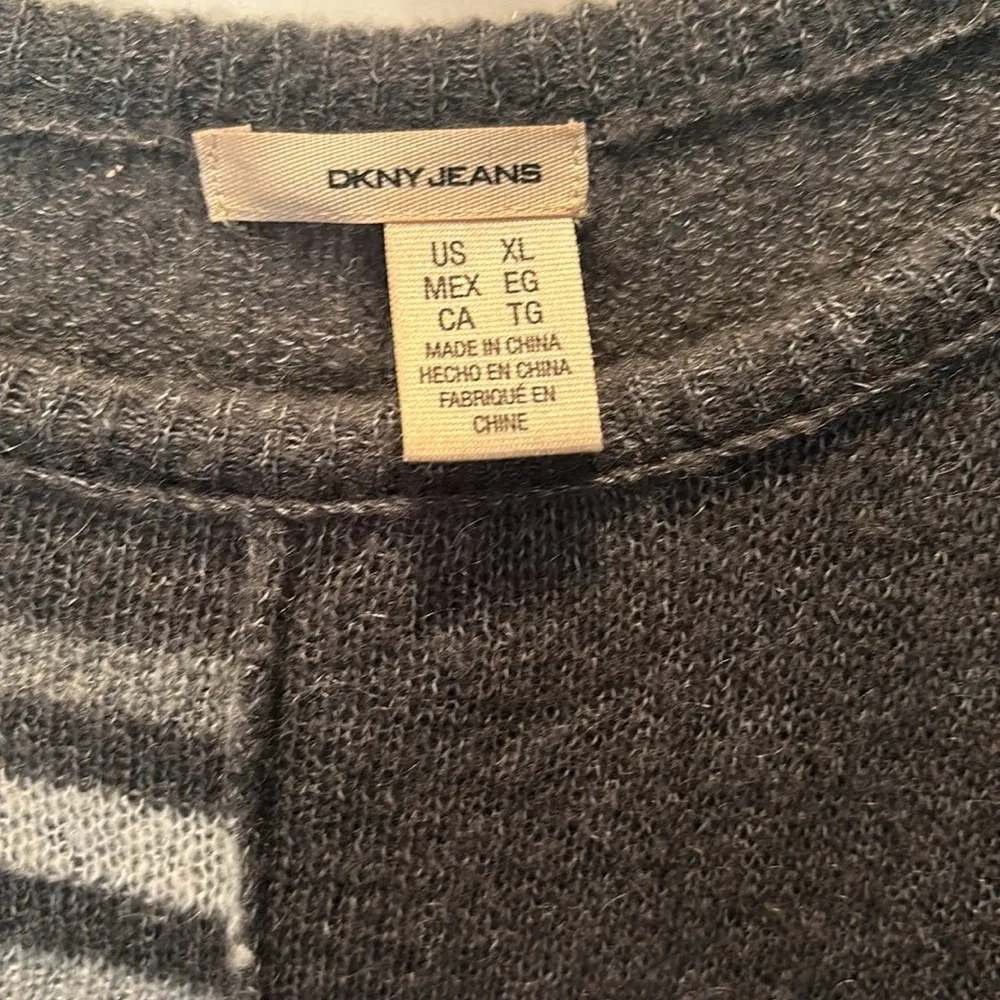 DKNY JEANS
US XL
MEX EG
CA TG
MADE IN CHINA
HECHO EN CHINA
FABRIQUÉ EN
CHINE